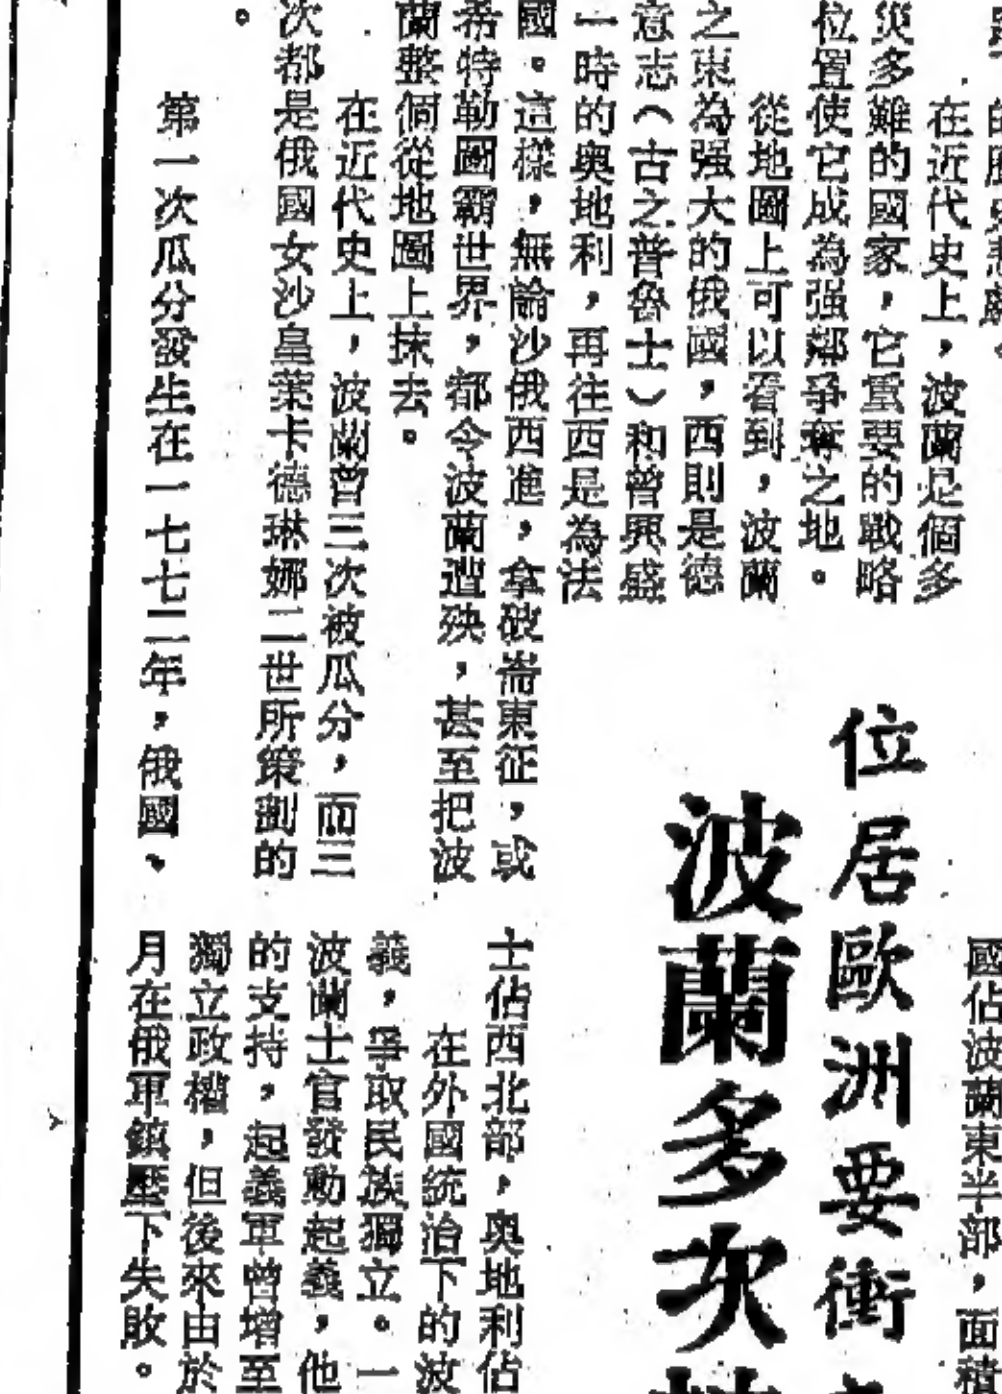 在近代史上，波蘭是個多
災多難的國家，它重要的戰略
位置使它成為强鄰爭奪之地。
從地圖上可以看到，波蘭
之東為强大的俄國，西則是德
意志（古之普魯士）和曾興盛
一時的奥地利，再往西是為法
國。這樣，無論沙俄西進，拿破崙東征，或
希特勒圖霸世界，都令波蘭遭殃，甚至把波
蘭整個從地圖上抹去。
在近代史上，波蘭曾三次被瓜分，而三
次都是俄國女沙皇葉卡德琳娜二世所策劃的
。
第一次瓜分發生在一七七二年，俄國、
位居歐洲要衝
波蘭多次
國佔波蘭東半部，面積
士佔西北部，奥地利佔
在外國統治下的波
義，爭取民族獨立。一
波蘭士官發動起義，他
的支持，起義軍曾增至
獨立政權，但後來由於
月在俄軍鎮壓下失敗。